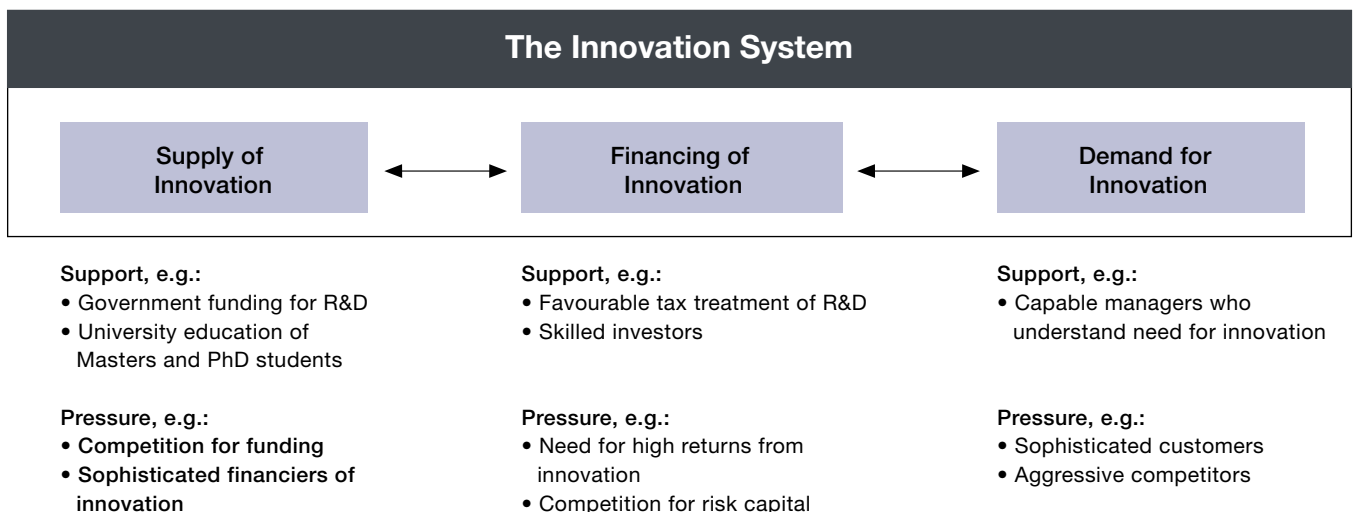 The Innovation System
Supply of
Innovation
Financing of
Innovation
Demand for
Innovation
Support, e.g.:
• Government funding for R&D
• University education of
Masters and PhD students
Pressure, e.g.:
• Competition for funding
• Sophisticated financiers of
innovation
Support, e.g.:
• Favourable tax treatment of R&D
• Skilled investors
Pressure, e.g.:
• Need for high returns from
innovation
• Competition for risk capital
Support, e.g.:
• Capable managers who
understand need for innovation
Pressure, e.g.:
• Sophisticated customers
• Aggressive competitors